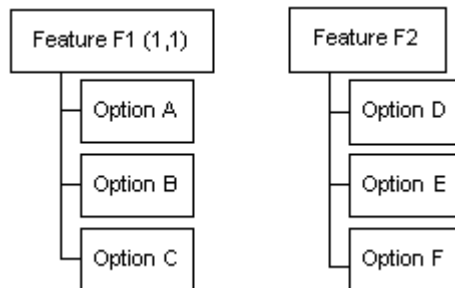 Feature F1 (1,1)
Option A
Option B
Option C
Feature F2
Option D
Option E
Option F